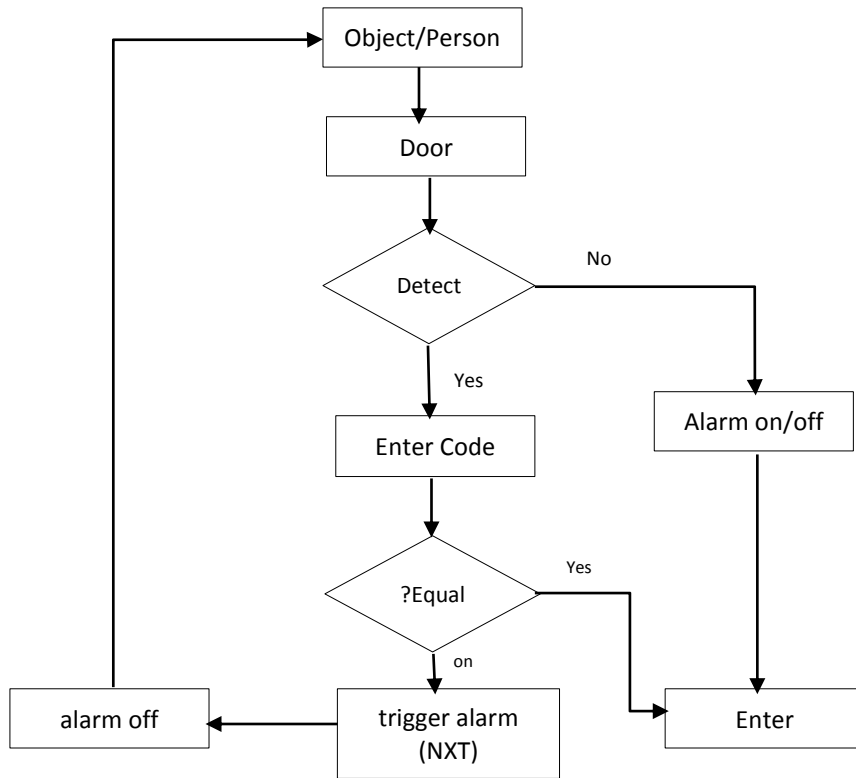 Object/Person
Door
No
Detect
Yes
Alarm on/off
Enter Code
Yes
?Equal
on
alarm off
trigger alarm
(NXT)
Enter